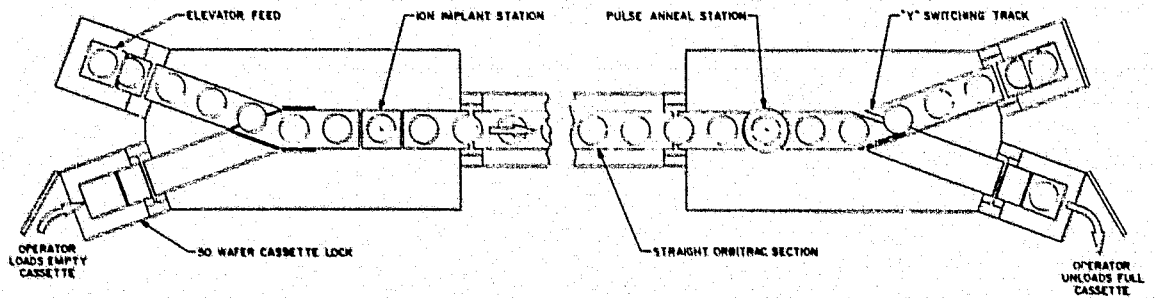 ELEVATOR FEED
ION IMPLANT STATION
PULSE ANNEAL STATION
"Y" SWITCHING TRACK
OPERATOR
LOADS EMPTY
CASSETTE
50 WAFER CASSETTE LOCK
STRAIGHT ORBITRAC SECTION
OPERATOR
UNLOADS FULL
CASSETTE